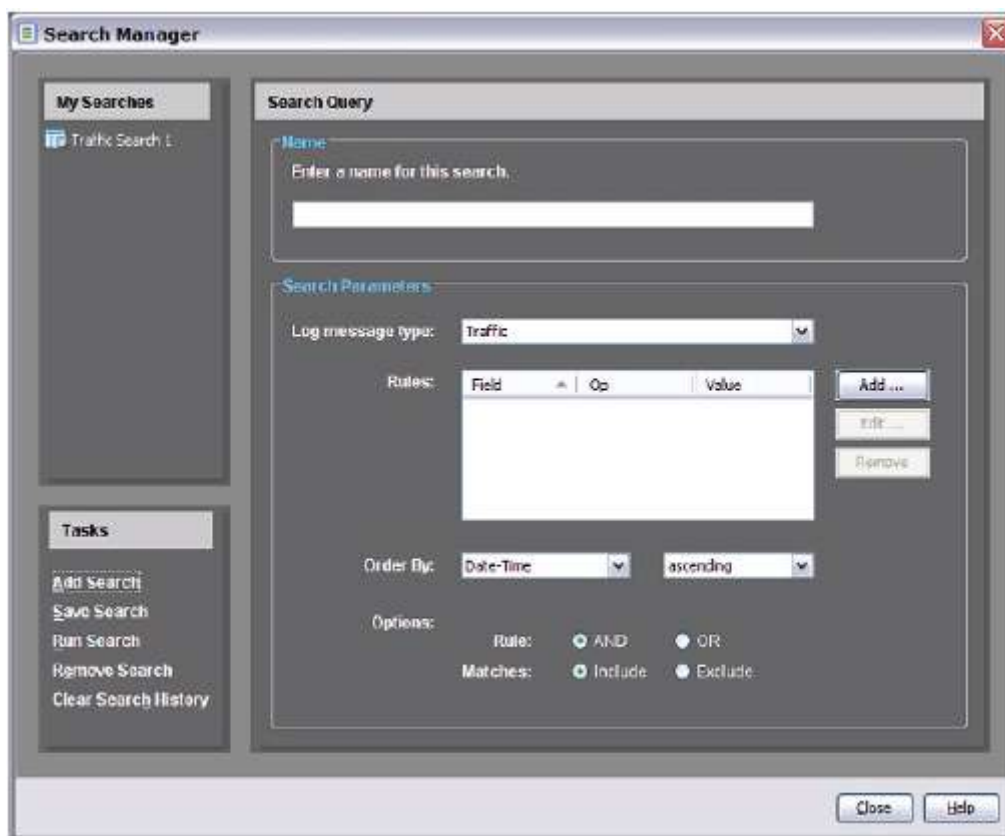 Search Manager
My Searches
Traffic Search 1
Search Query
Name
Enter a name for this search.
Search Parameters
Log message type: Traffic
Rules: Field Op Value Add ...
Edit ...
Remove
Tasks
Add Search
Save Search
Run Search
Remove Search
Clear Search History
Order By: Date-Time ascending
Options:
Rule: AND OR
Matches: Include Exclude
Close Help